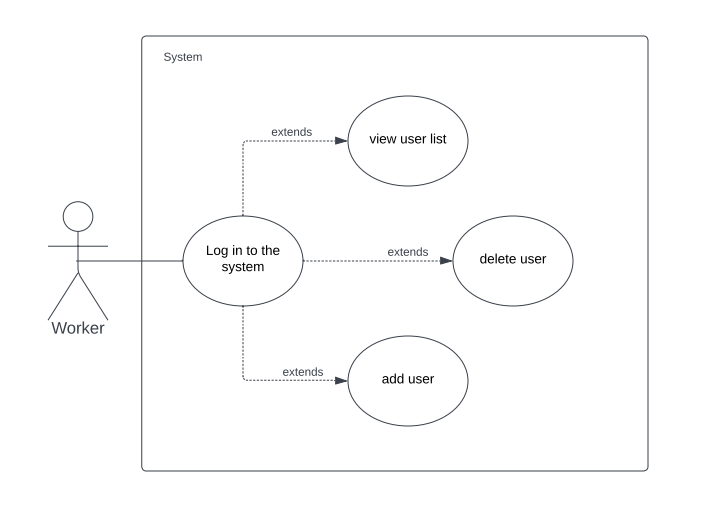 System
extends
view user list
Log in to the
system
extends
delete user
Worker
extends
add user